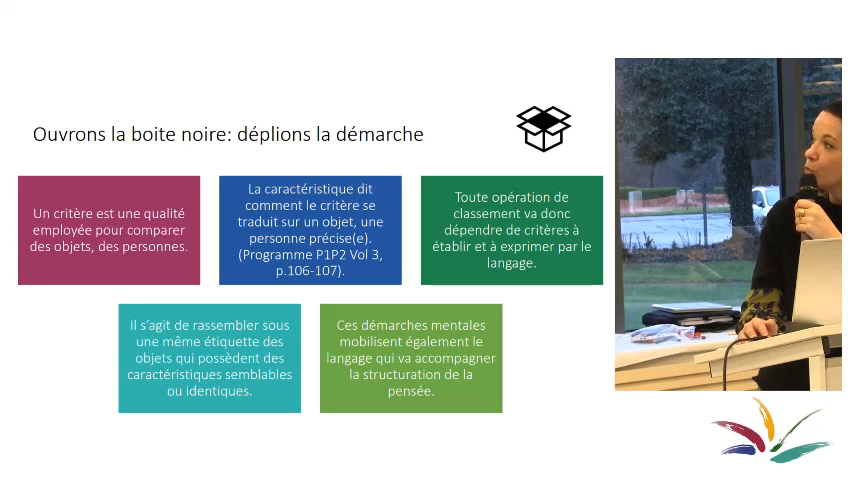 Ouvrons la boite noire: déplions la démarche
Un critère est une qualité
employée pour comparer
des objets, des personnes.
La caractéristique dit
comment le critère se
traduit sur un objet, une
personne précise(e).
(Programme P1P2 Vol 3,
p.106-107).
Toute opération de
classement va donc
dépendre de critères à
établir et à exprimer par le
langage.
Il s’agit de rassembler sous
une même étiquette des
objets qui possèdent des
caractéristiques semblables
ou identiques.
Ces démarches mentales
mobilisent également le
langage qui va accompagner
la structuration de la
pensée.